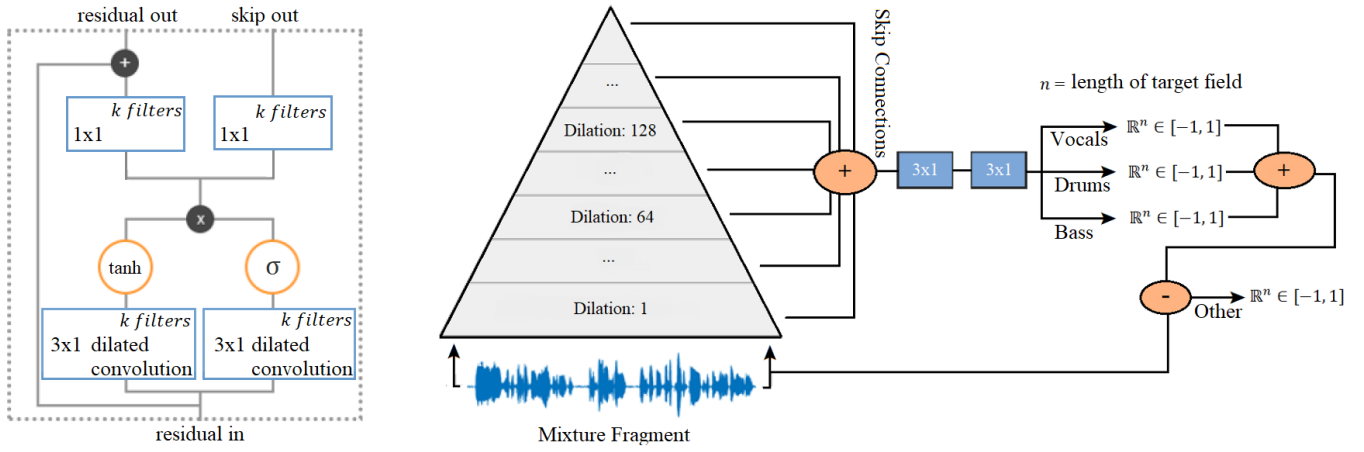 residual out
skip out
+
k filters
1x1
k filters
1x1
x
tanh
σ
k filters
3x1 dilated
convolution
k filters
3x1 dilated
convolution
residual in
...
Dilation: 128
...
Dilation: 64
...
Dilation: 1
Mixture Fragment
Skip Connections
+
3x1
3x1
n = length of target field
Vocals
ℝⁿ ∈ [−1, 1]
Drums
ℝⁿ ∈ [−1, 1]
Bass
ℝⁿ ∈ [−1, 1]
+
-
Other
ℝⁿ ∈ [−1, 1]